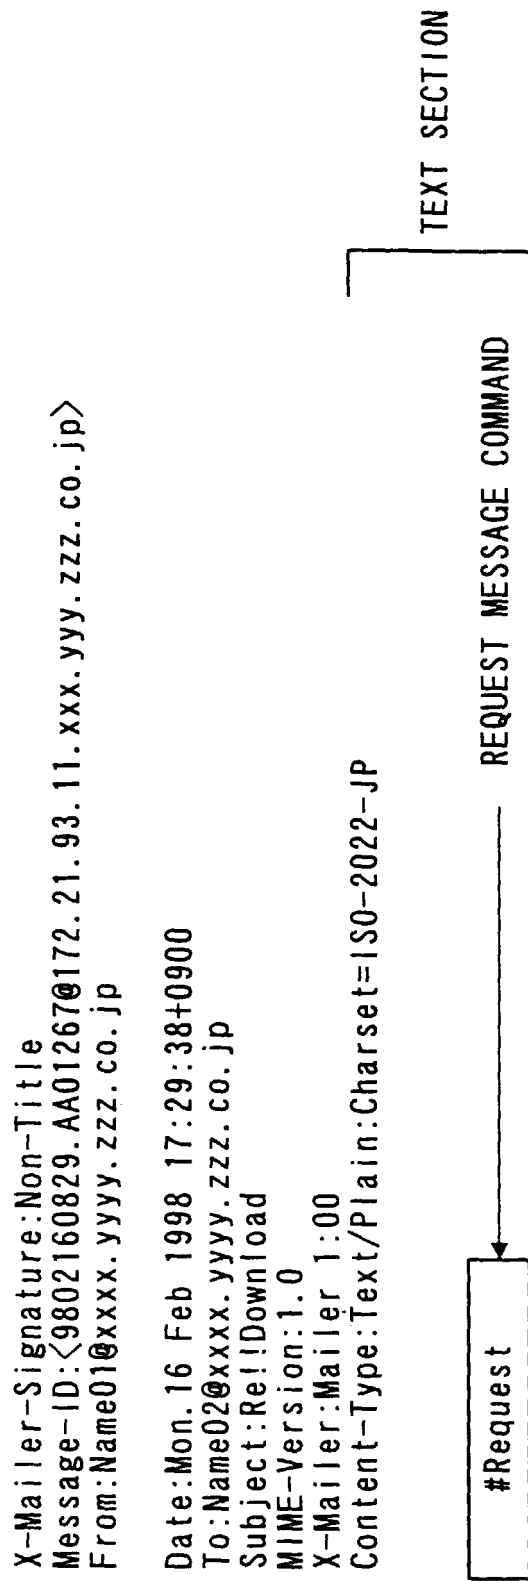 X-Mailer-Signature:Non-Title
Message-ID:<9802160829.AA01267@172.21.93.11.xxx.yyy.zzz.co.jp>
From:Name01@xxxx.yyyy.zzz.co.jp
Date:Mon.16 Feb 1998 17:29:38+0900
To:Name02@xxxx.yyyy.zzz.co.jp
Subject:Re!!Download
MIME-Version:1.0
X-Mailer:Mailer 1:00
Content-Type:Text/Plain:Charset=ISO-2022-JP
TEXT SECTION
#Request
REQUEST MESSAGE COMMAND